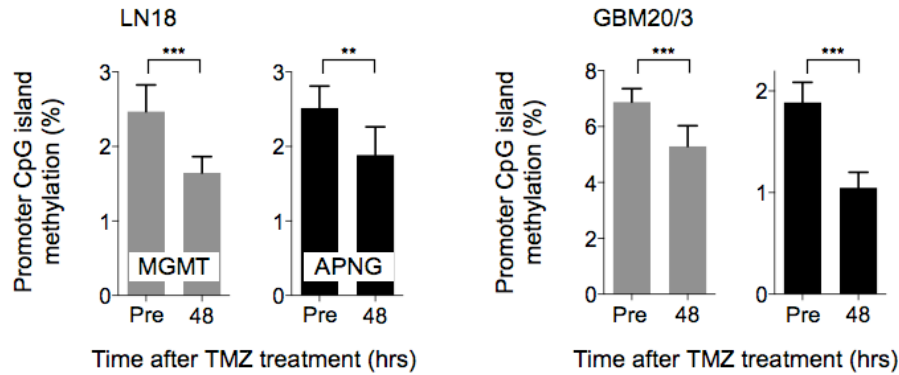 LN18
GBM20/3
Promoter CpG island
methylation (%)
3
2
1
0
***
MGMT
Pre
48
3
2
1
0
**
APNG
Pre
48
Time after TMZ treatment (hrs)
Promoter CpG island
methylation (%)
8
6
4
2
0
***
Pre
48
2
1
0
***
Pre
48
Time after TMZ treatment (hrs)